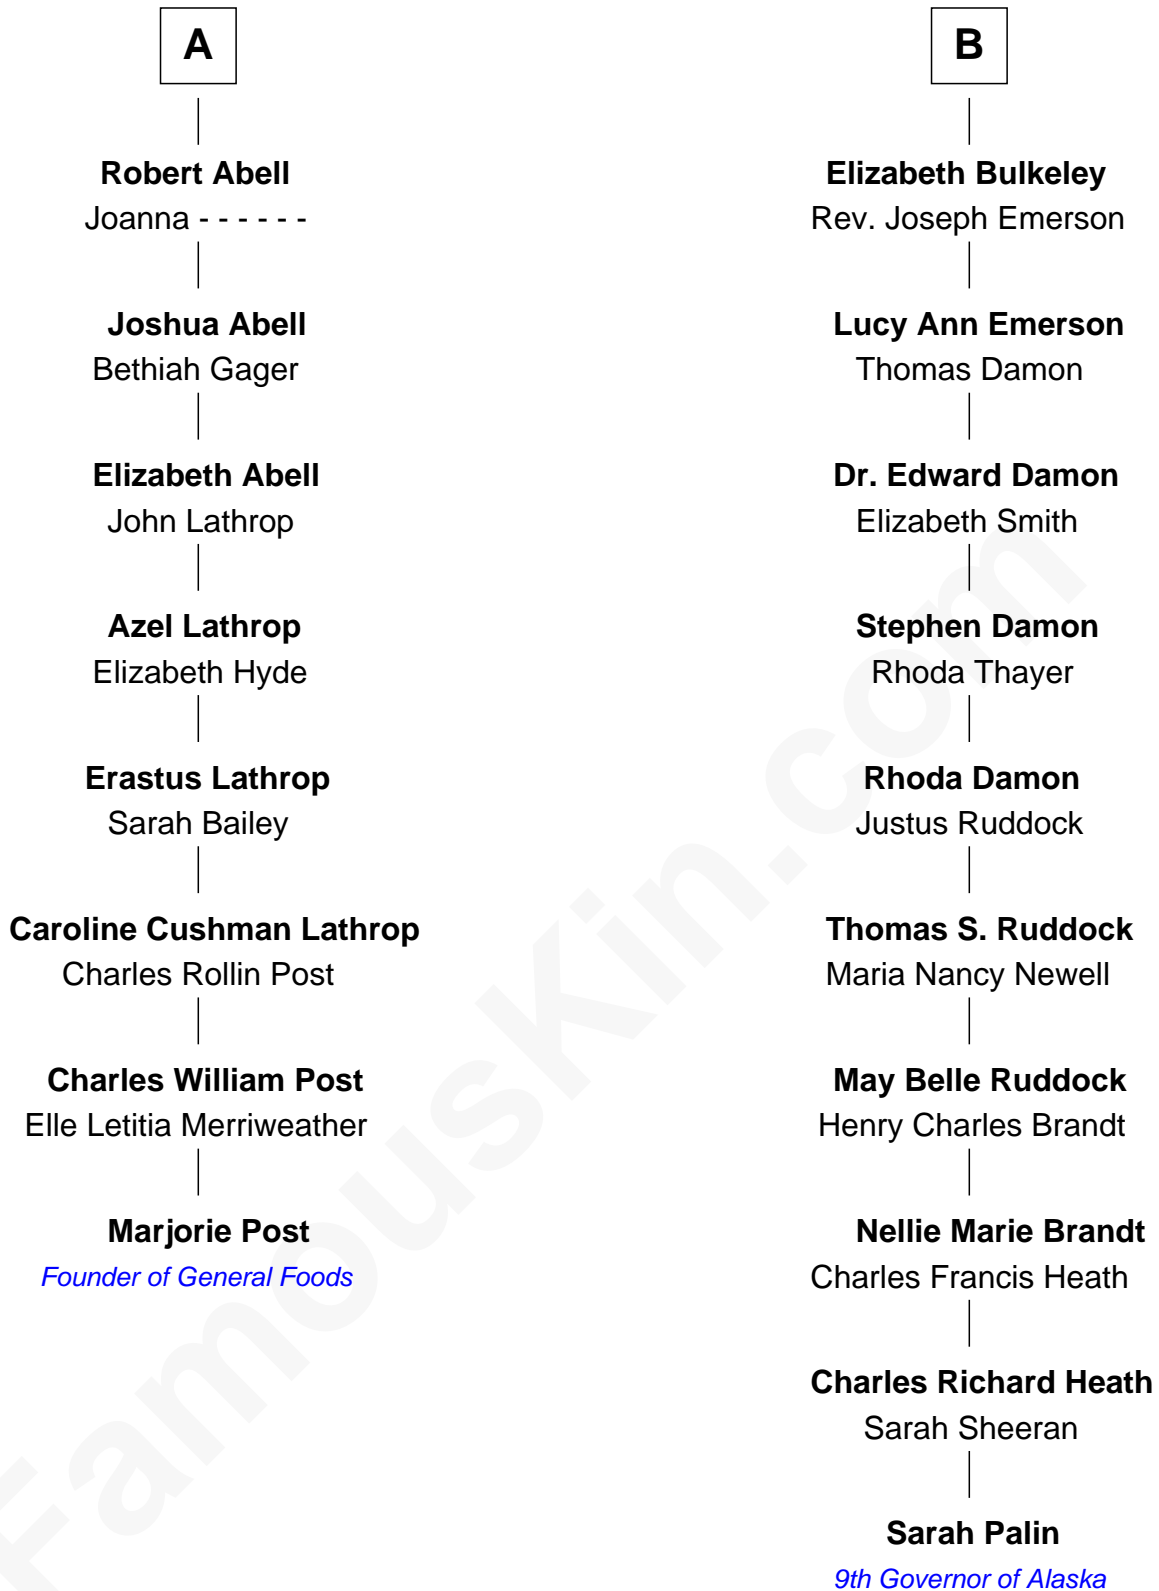 A
Robert Abell
Joanna - - - - - -
Joshua Abell
Bethiah Gager
Elizabeth Abell
John Lathrop
Azel Lathrop
Elizabeth Hyde
Erastus Lathrop
Sarah Bailey
Caroline Cushman Lathrop
Charles Rollin Post
Charles William Post
Elle Letitia Merriweather
Marjorie Post
Founder of General Foods
B
Elizabeth Bulkeley
Rev. Joseph Emerson
Lucy Ann Emerson
Thomas Damon
Dr. Edward Damon
Elizabeth Smith
Stephen Damon
Rhoda Thayer
Rhoda Damon
Justus Ruddock
Thomas S. Ruddock
Maria Nancy Newell
May Belle Ruddock
Henry Charles Brandt
Nellie Marie Brandt
Charles Francis Heath
Charles Richard Heath
Sarah Sheeran
Sarah Palin
9th Governor of Alaska
FamousKin.com